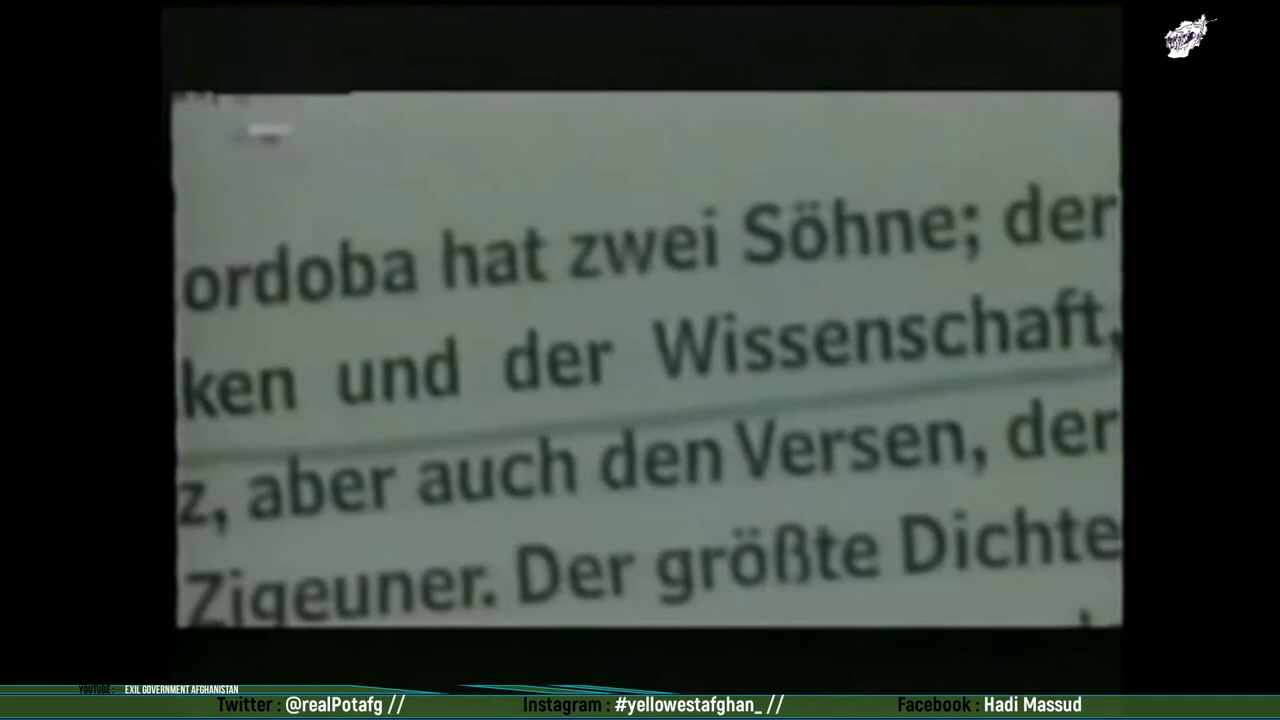 ordoba hat zwei Söhne; der
ken und der Wissenschaft,
z, aber auch den Versen, der
Zigeuner. Der größte Dichte
YOUTUBE : EXIL GOVERNMENT AFGHANISTAN
Twitter : @realPotafg // Instagram : #yellowestafghan_ // Facebook : Hadi Massud